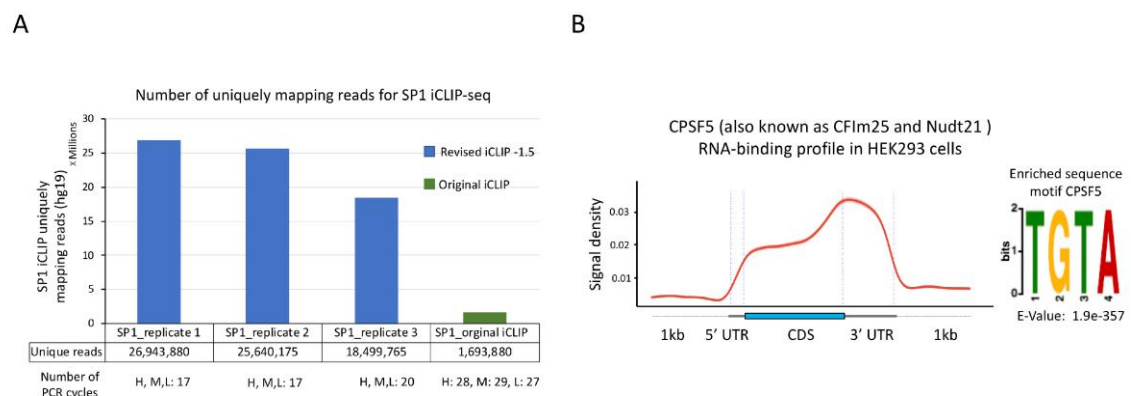 A
Number of uniquely mapping reads for SP1 iCLIP-seq
SP1 iCLIP uniquely
mapping reads (hg19)
x Millions
30
25
20
15
10
5
0
Revised iCLIP -1.5
Original iCLIP
SP1_replicate 1 SP1_replicate 2 SP1_replicate 3 SP1_orginal iCLIP
Unique reads 26,943,880 25,640,175 18,499,765 1,693,880
Number of
PCR cycles
H, M,L: 17 H, M,L: 17 H, M,L: 20 H: 28, M: 29, L: 27
B
CPSF5 (also known as CFIm25 and Nudt21 )
RNA-binding profile in HEK293 cells
Signal density
0.03
0.02
0.01
1kb 5’ UTR CDS 3’ UTR 1kb
Enriched sequence
motif CPSF5
bits
2
1
0
TGTA
1 2 3 4
E-Value: 1.9e-357